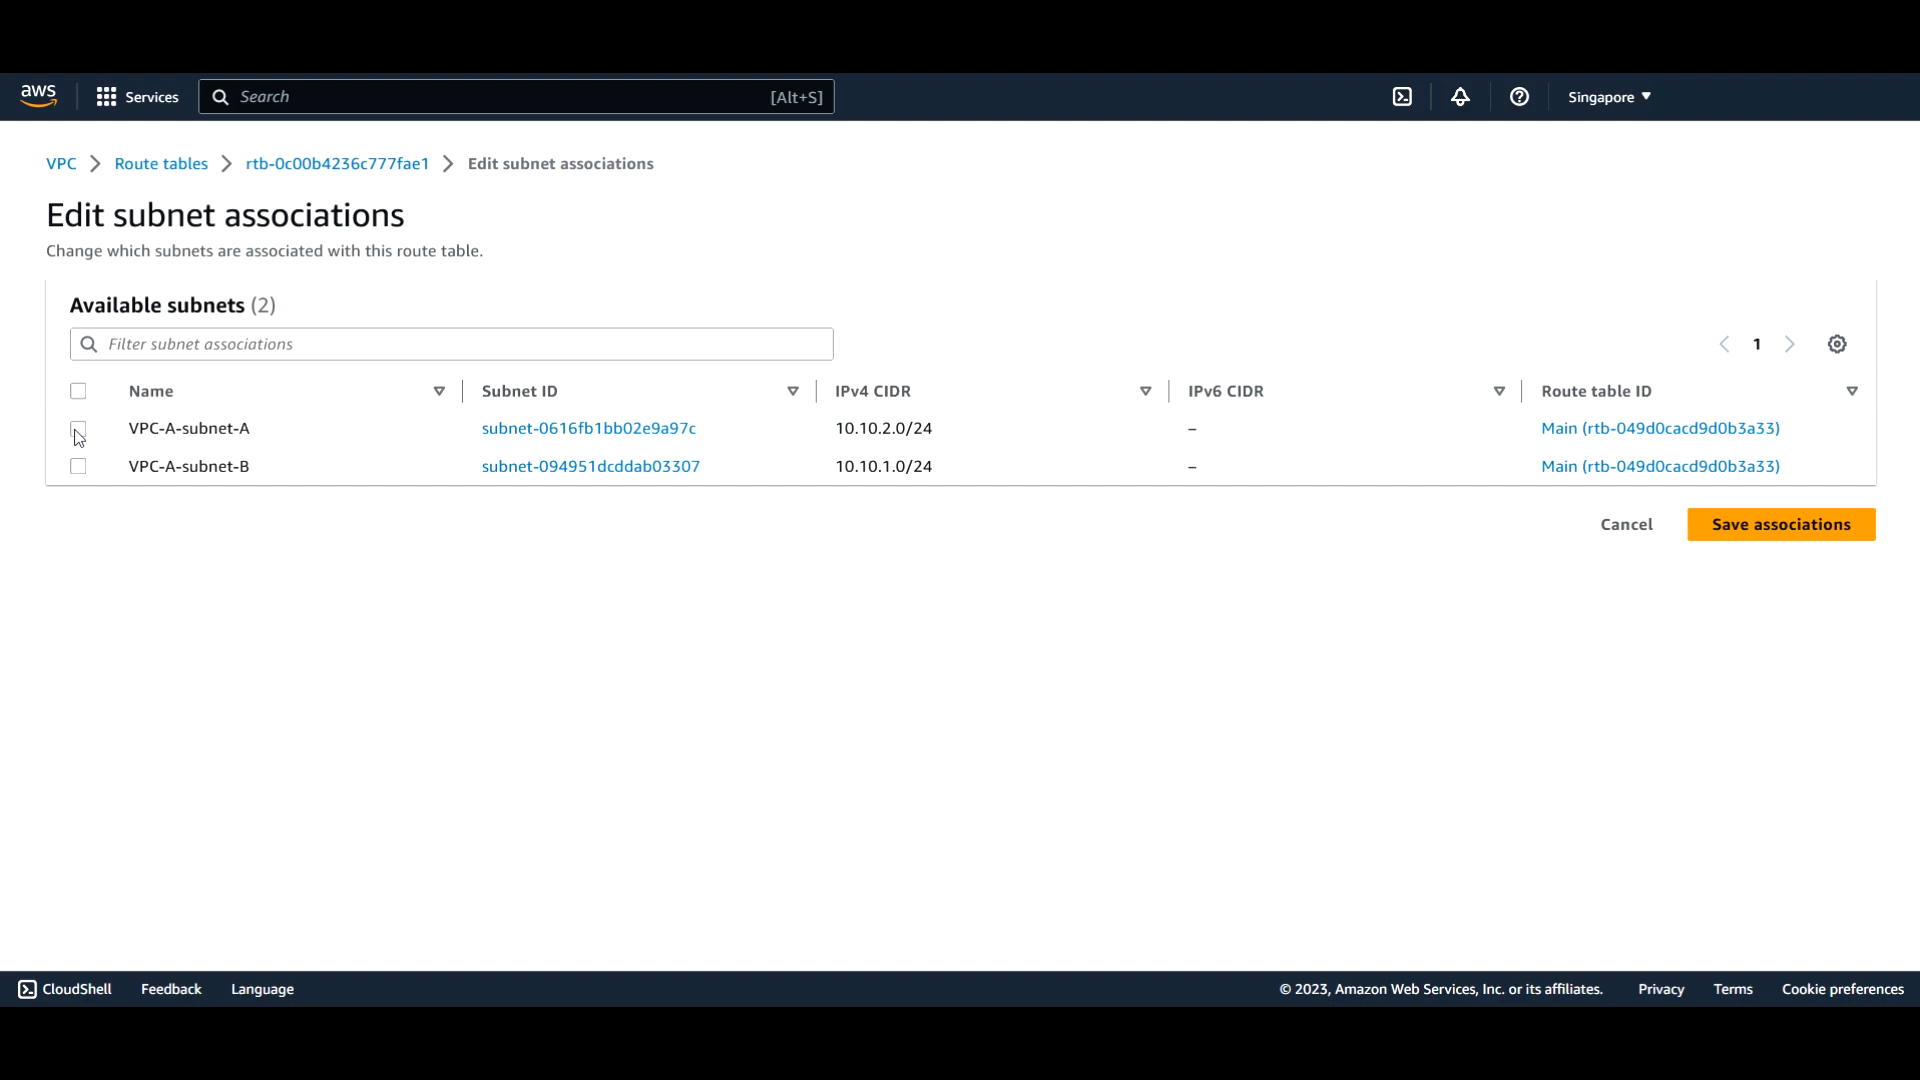 aws Services Search [Alt+S] Singapore
VPC Route tables rtb-0c00b4236c777fae1 Edit subnet associations
Edit subnet associations
Change which subnets are associated with this route table.
Available subnets (2)
Filter subnet associations 1
Name Subnet ID IPv4 CIDR IPv6 CIDR Route table ID
VPC-A-subnet-A subnet-0616fb1bb02e9a97c 10.10.2.0/24 – Main (rtb-049d0cacd9d0b3a33)
VPC-A-subnet-B subnet-094951dcddab03307 10.10.1.0/24 – Main (rtb-049d0cacd9d0b3a33)
Cancel Save associations
CloudShell Feedback Language © 2023, Amazon Web Services, Inc. or its affiliates. Privacy Terms Cookie preferences